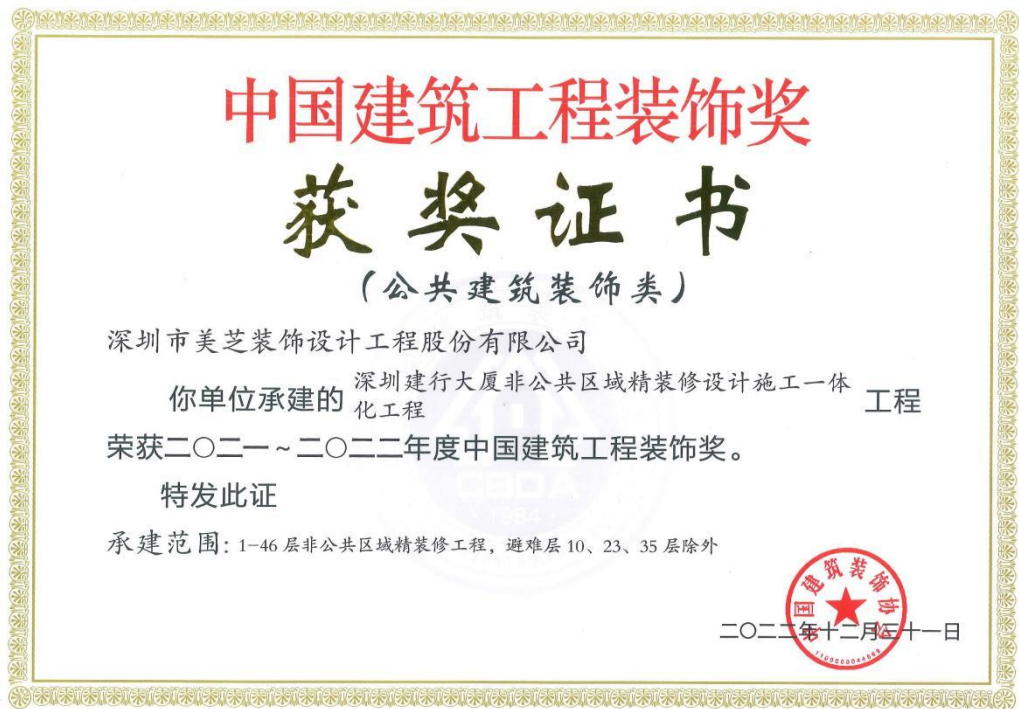 中国建筑工程装饰奖
获奖证书
(公共建筑装饰类)
深圳市美芝装饰设计工程股份有限公司
你单位承建的 深圳建行大厦非公共区域精装修设计施工一体化工程 工程
荣获二〇二一~二〇二二年度中国建筑工程装饰奖。
特发此证
承建范围: 1-46 层非公共区域精装修工程，避难层 10、23、35 层除外
中国建筑装饰协会
二〇二二年十二月三十一日
CBDA
·1984·